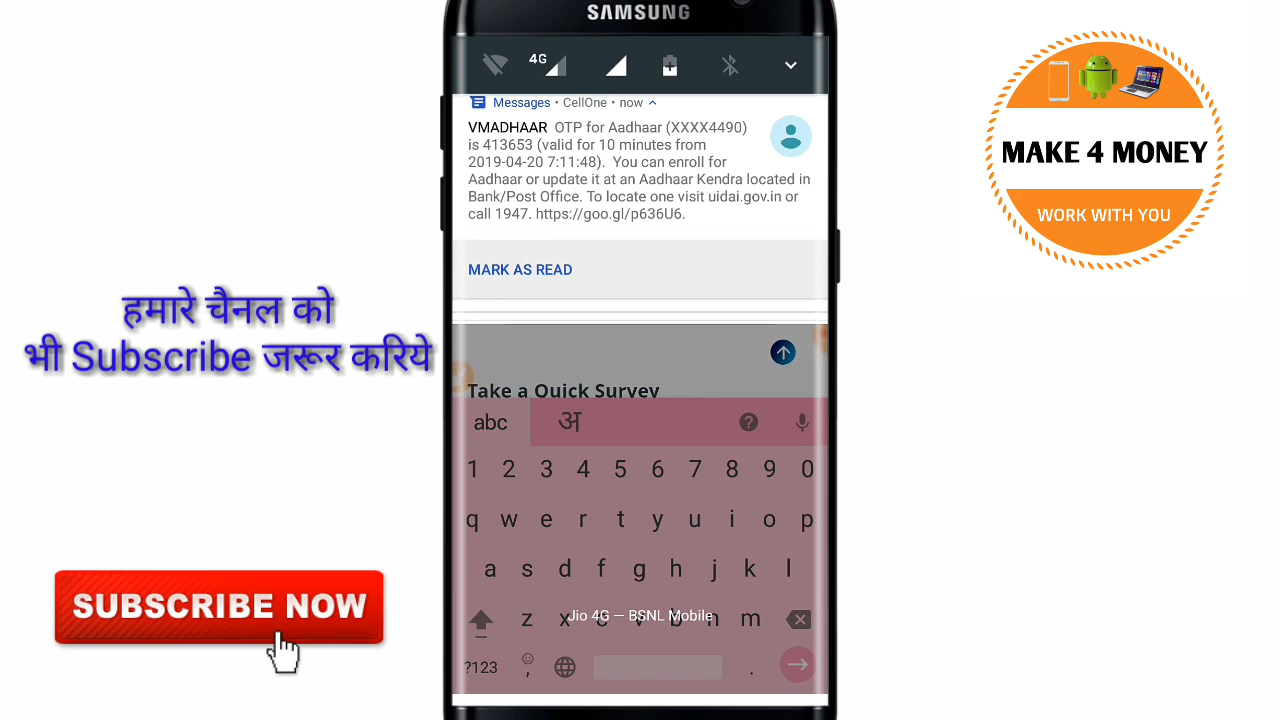 SAMSUNG
4G
Messages • CellOne • now
VMADHAAR OTP for Aadhaar (XXXX4490)
is 413653 (valid for 10 minutes from
2019-04-20 7:11:48). You can enroll for
Aadhaar or update it at an Aadhaar Kendra located in
Bank/Post Office. To locate one visit uidai.gov.in or
call 1947. https://goo.gl/p636U6.
MARK AS READ
Take a Quick Survey
abc अ
1 2 3 4 5 6 7 8 9 0
q w e r t y u i o p
a s d f g h j k l
z x c v b n m
Jio 4G — BSNL Mobile
?123 , .
हमारे चैनल को
भी Subscribe जरूर करिये
SUBSCRIBE NOW
MAKE 4 MONEY
WORK WITH YOU